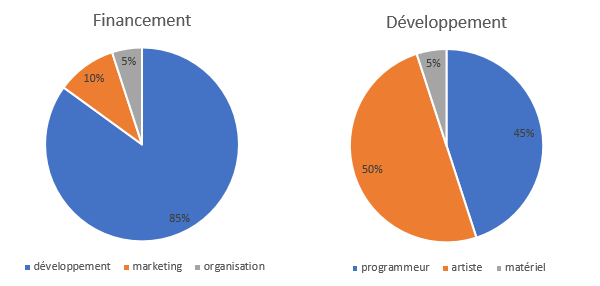 Financement
5%
10%
85%
développement marketing organisation
Développement
5%
45%
50%
programmeur artiste matériel